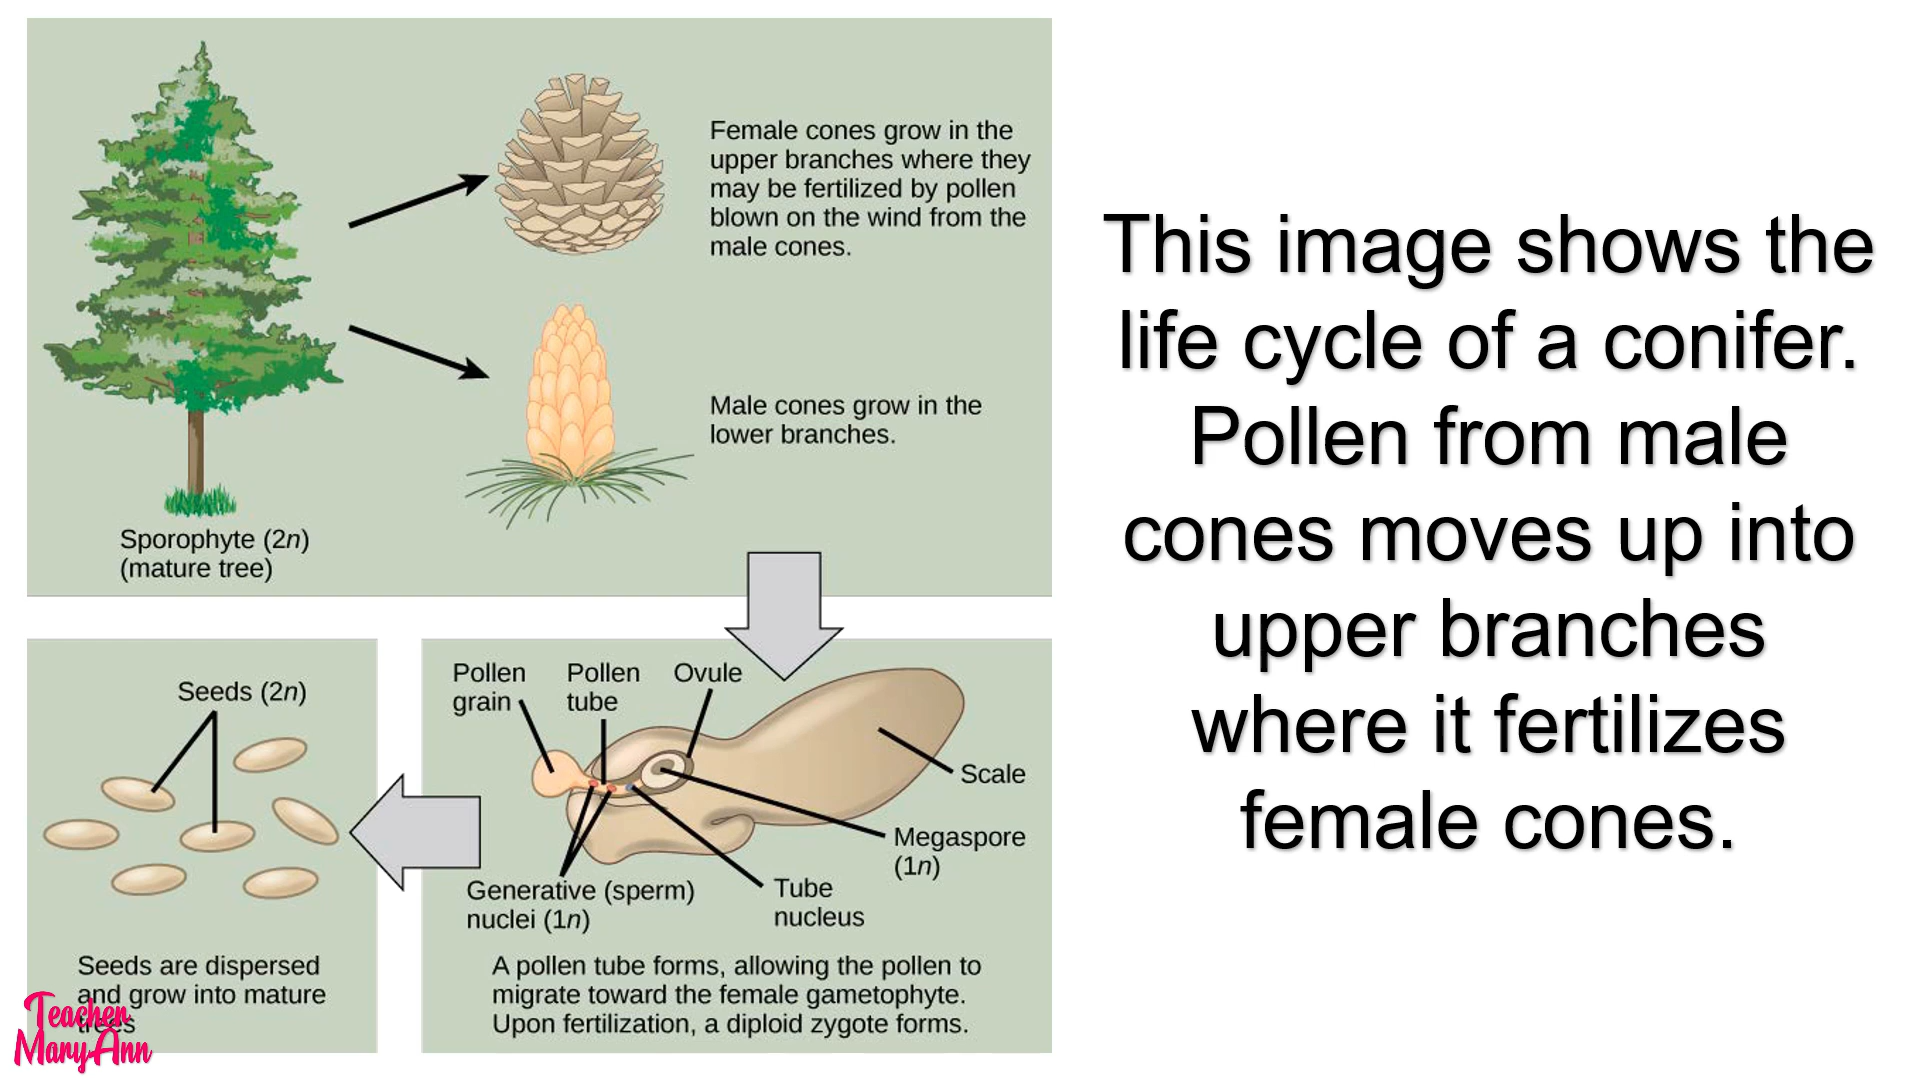 Female cones grow in the
upper branches where they
may be fertilized by pollen
blown on the wind from the
male cones.
Male cones grow in the
lower branches.
Sporophyte (2n)
(mature tree)
This image shows the
life cycle of a conifer.
Pollen from male
cones moves up into
upper branches
where it fertilizes
female cones.
Pollen
grain
Pollen
tube
Ovule
Scale
Megaspore
(1n)
Tube
nucleus
Generative (sperm)
nuclei (1n)
A pollen tube forms, allowing the pollen to
migrate toward the female gametophyte.
Upon fertilization, a diploid zygote forms.
Seeds (2n)
Seeds are dispersed
and grow into mature
trees
Teacher
MaryAnn